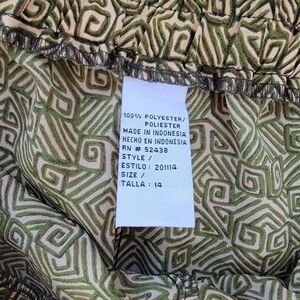 100% POLYESTER/
POLIESTER
MADE IN INDONESIA
HECHO EN INDONESIA
RN # 52438
STYLE /
ESTILO : 201114
SIZE /
TALLA : 14